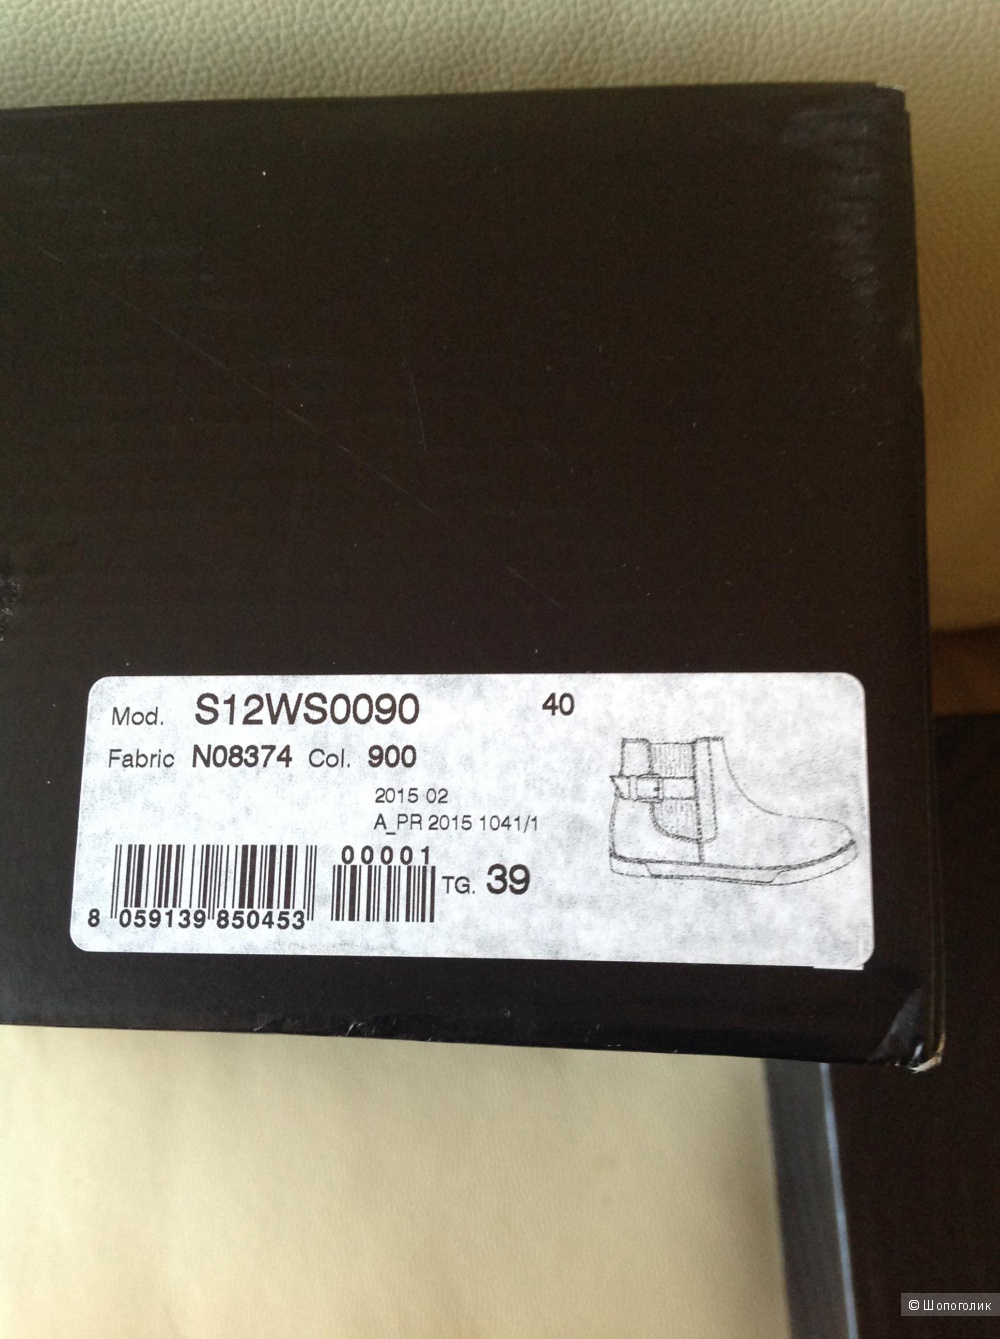 Mod. S12WS0090 40
Fabric N08374 Col. 900
2015 02
A_PR 2015 1041/1
00001
TG. 39
8 059139 850453
© Шопоголик